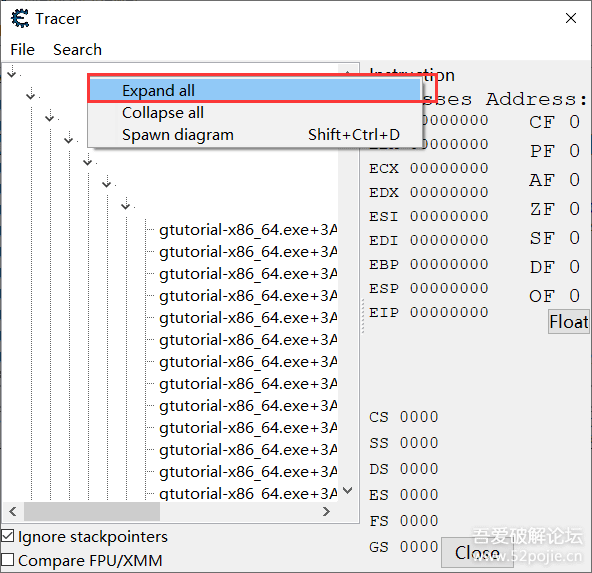 Tracer
File Search
Expand all
Collapse all
Spawn diagram Shift+Ctrl+D
gtutorial-x86_64.exe+3A
gtutorial-x86_64.exe+3A
gtutorial-x86_64.exe+3A
gtutorial-x86_64.exe+3A
gtutorial-x86_64.exe+3A
gtutorial-x86_64.exe+3A
gtutorial-x86_64.exe+3A
gtutorial-x86_64.exe+3A
gtutorial-x86_64.exe+3A
gtutorial-x86_64.exe+3A
gtutorial-x86_64.exe+3A
gtutorial-x86_64.exe+3A
gtutorial-x86_64.exe+3A
Ignore stackpointers
Compare FPU/XMM
Instruction
Address:
00000000
00000000
ECX 00000000
EDX 00000000
ESI 00000000
EDI 00000000
EBP 00000000
ESP 00000000
EIP 00000000
CF 0
PF 0
AF 0
ZF 0
SF 0
DF 0
OF 0
Float
CS 0000
SS 0000
DS 0000
ES 0000
FS 0000
GS 0000
Close
吾爱破解论坛
www.52pojie.cn